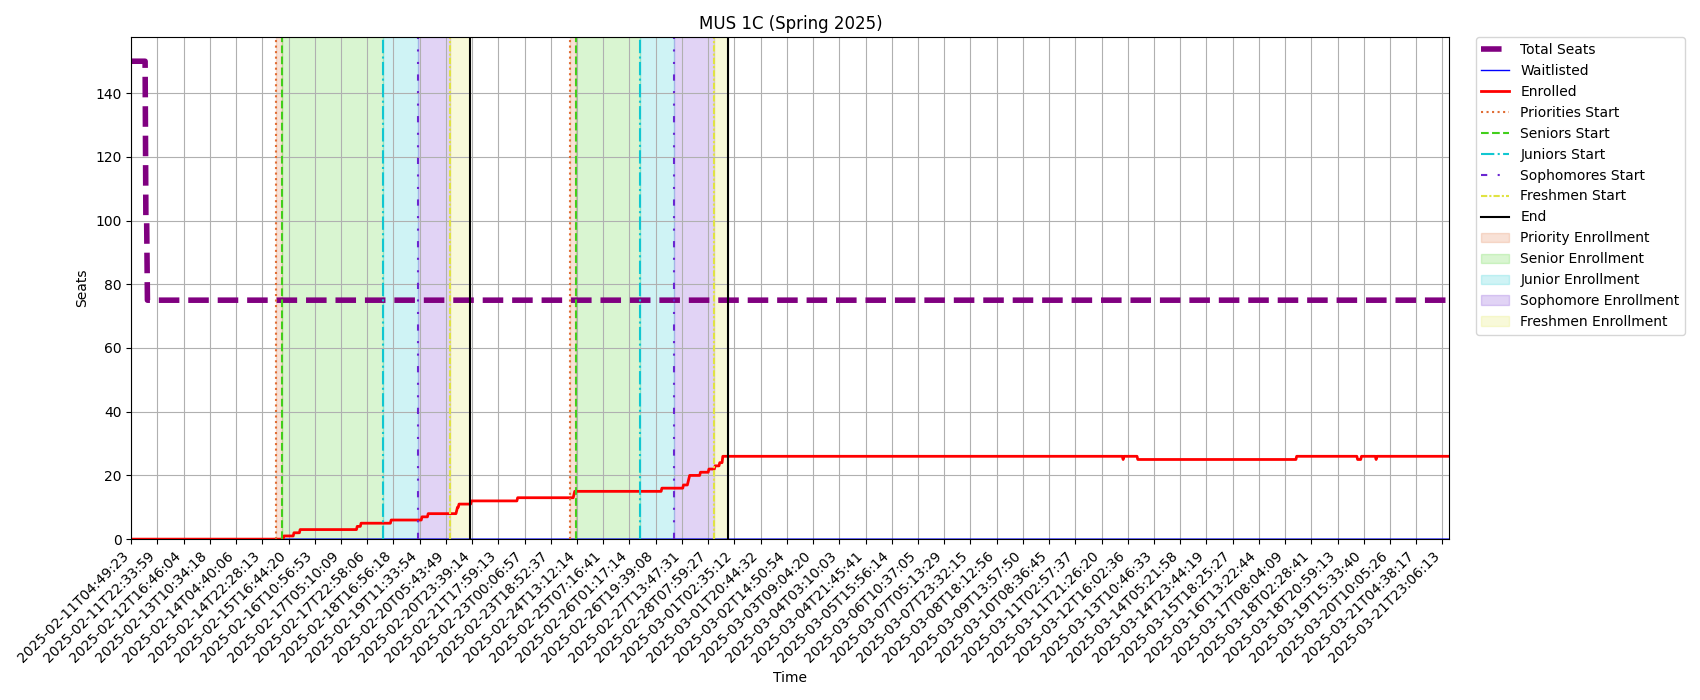 MUS 1C (Spring 2025)
Total Seats
Waitlisted
Enrolled
Priorities Start
Seniors Start
Juniors Start
Sophomores Start
Freshmen Start
End
Priority Enrollment
Senior Enrollment
Junior Enrollment
Sophomore Enrollment
Freshmen Enrollment
Seats
140
120
100
80
60
40
20
0
2025-02-11T04:49:23
2025-02-11T22:33:59
2025-02-12T16:46:04
2025-02-13T10:34:18
2025-02-14T04:40:06
2025-02-14T22:28:13
2025-02-15T16:44:20
2025-02-16T10:56:53
2025-02-17T05:10:09
2025-02-17T22:58:06
2025-02-18T16:56:18
2025-02-19T11:33:54
2025-02-20T05:43:49
2025-02-20T23:39:14
2025-02-21T17:59:13
2025-02-23T00:06:57
2025-02-23T18:52:37
2025-02-24T13:12:14
2025-02-25T07:16:41
2025-02-26T01:17:14
2025-02-26T19:39:08
2025-02-27T13:47:31
2025-02-28T07:59:27
2025-03-01T02:35:12
2025-03-01T20:44:32
2025-03-02T14:50:54
2025-03-03T09:04:20
2025-03-04T03:10:03
2025-03-04T21:45:41
2025-03-05T15:56:14
2025-03-06T10:37:05
2025-03-07T05:13:29
2025-03-07T23:32:15
2025-03-08T18:12:56
2025-03-09T13:57:50
2025-03-10T08:36:45
2025-03-11T02:57:37
2025-03-11T21:26:20
2025-03-12T16:02:36
2025-03-13T10:46:33
2025-03-14T05:21:58
2025-03-14T23:44:19
2025-03-15T18:25:27
2025-03-16T13:22:44
2025-03-17T08:04:09
2025-03-18T02:28:41
2025-03-18T20:59:13
2025-03-19T15:33:40
2025-03-20T10:05:26
2025-03-21T04:38:17
2025-03-21T23:06:13
Time